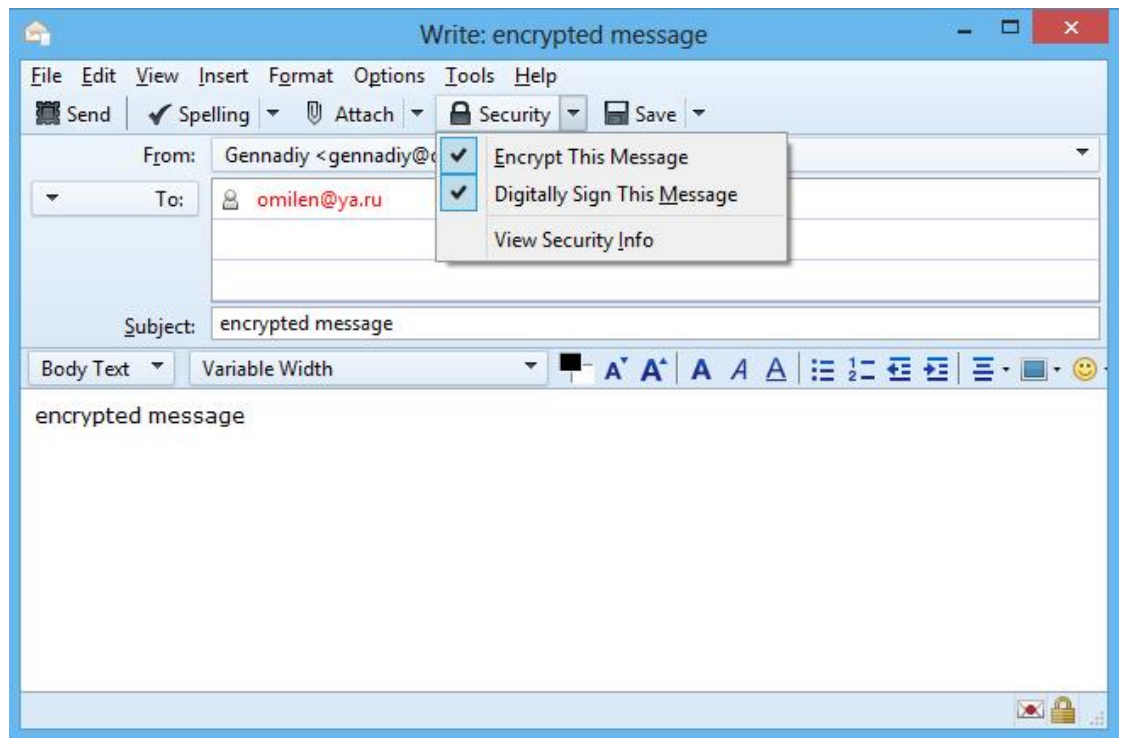 Write: encrypted message
File Edit View Insert Format Options Tools Help
Send Spelling Attach Security Save
From: Gennadiy <gennadiy@
Encrypt This Message
To: omilen@ya.ru
Digitally Sign This Message
View Security Info
Subject: encrypted message
Body Text Variable Width
encrypted message